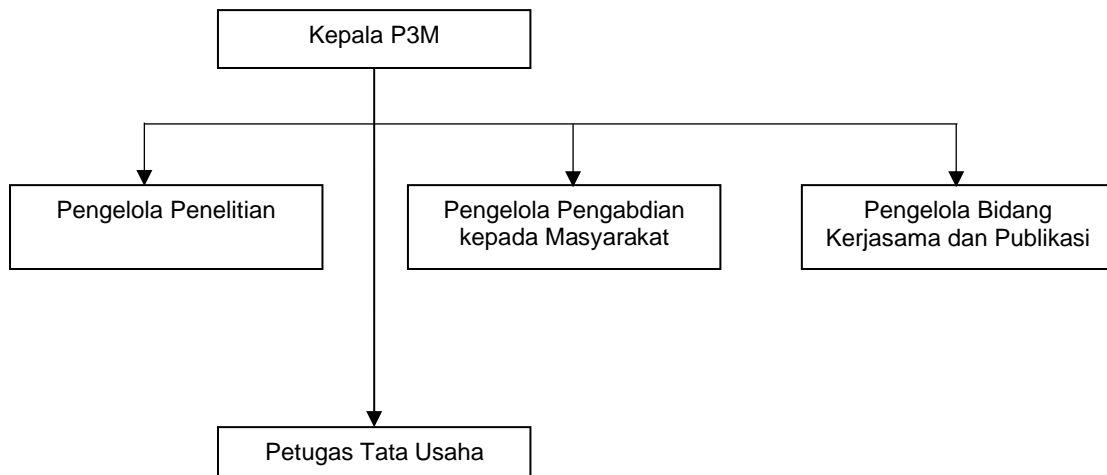 Kepala P3M
Pengelola Penelitian
Pengelola Pengabdian
kepada Masyarakat
Pengelola Bidang
Kerjasama dan Publikasi
Petugas Tata Usaha